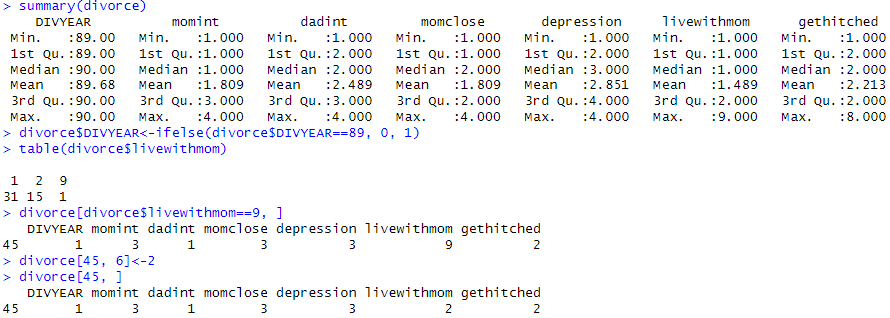 > summary(divorce)
DIVYEAR momint dadint momclose depression livewithmom gethitched
Min. :89.00 Min. :1.000 Min. :1.000 Min. :1.000 Min. :1.000 Min. :1.000 Min. :1.000
1st Qu.:89.00 1st Qu.:1.000 1st Qu.:2.000 1st Qu.:1.000 1st Qu.:2.000 1st Qu.:1.000 1st Qu.:2.000
Median :90.00 Median :1.000 Median :2.000 Median :2.000 Median :3.000 Median :1.000 Median :2.000
Mean :89.68 Mean :1.809 Mean :2.489 Mean :1.809 Mean :2.851 Mean :1.489 Mean :2.213
3rd Qu.:90.00 3rd Qu.:3.000 3rd Qu.:3.000 3rd Qu.:2.000 3rd Qu.:4.000 3rd Qu.:2.000 3rd Qu.:2.000
Max. :90.00 Max. :4.000 Max. :4.000 Max. :4.000 Max. :4.000 Max. :9.000 Max. :8.000
> divorce$DIVYEAR<-ifelse(divorce$DIVYEAR==89, 0, 1)
> table(divorce$livewithmom)
1 2 9
31 15 1
> divorce[divorce$livewithmom==9, ]
DIVYEAR momint dadint momclose depression livewithmom gethitched
45 1 3 1 3 3 9 2
> divorce[45, 6]<-2
> divorce[45, ]
DIVYEAR momint dadint momclose depression livewithmom gethitched
45 1 3 1 3 3 2 2